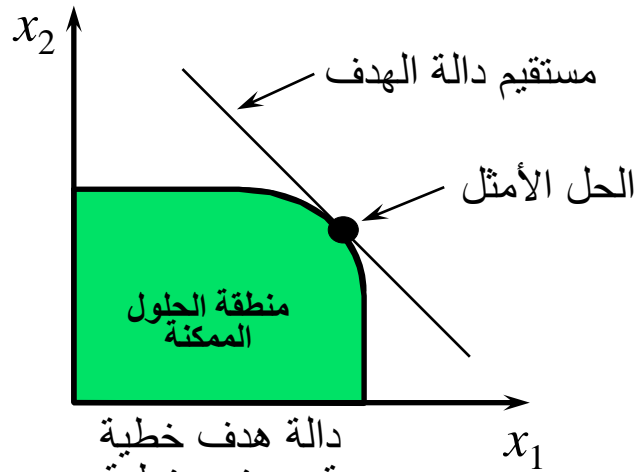 x2
مستقيم دالة الهدف
الحل الأمثل
منطقة الحلول
الممكنة
دالة هدف خطية
x1